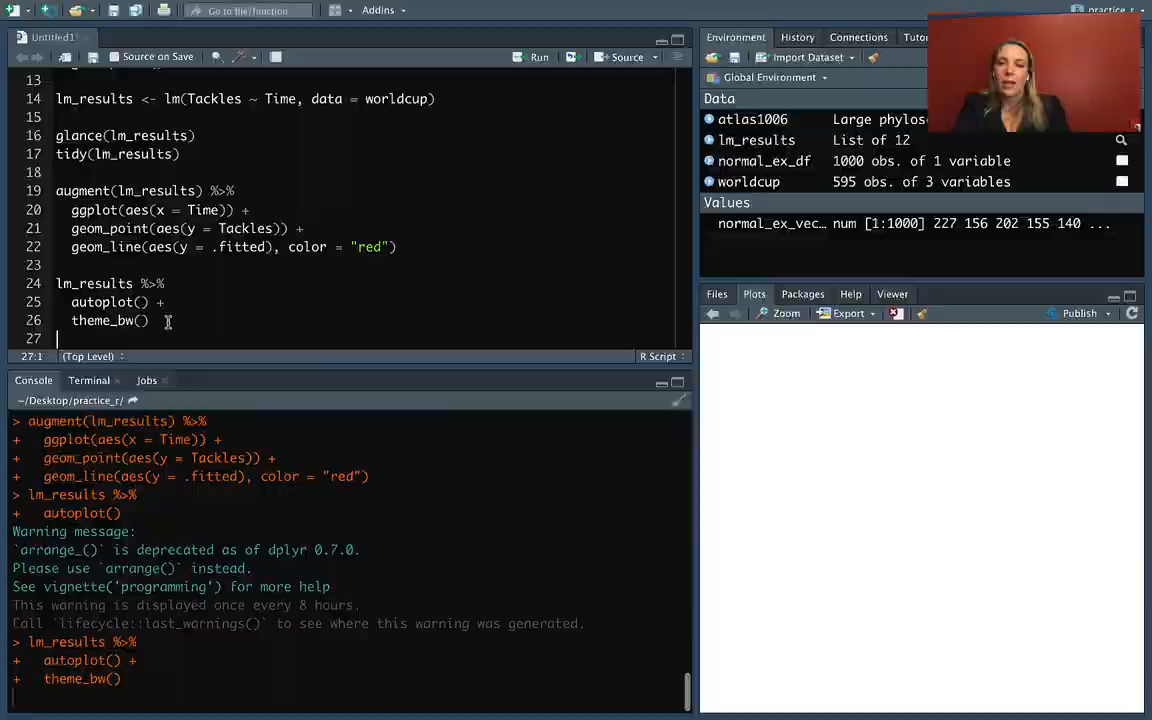 Go to file/function
Addins
practice_r
Untitled1*
Source on Save
Run
Source
13
14 lm_results <- lm(Tackles ~ Time, data = worldcup)
15
16 glance(lm_results)
17 tidy(lm_results)
18
19 augment(lm_results) %>%
20 ggplot(aes(x = Time)) +
21 geom_point(aes(y = Tackles)) +
22 geom_line(aes(y = .fitted), color = "red")
23
24 lm_results %>%
25 autoplot() +
26 theme_bw()
27
27:1 (Top Level) R Script
Console Terminal Jobs
~/Desktop/practice_r/
> augment(lm_results) %>%
+ ggplot(aes(x = Time)) +
+ geom_point(aes(y = Tackles)) +
+ geom_line(aes(y = .fitted), color = "red")
> lm_results %>%
+ autoplot()
Warning message:
`arrange_()` is deprecated as of dplyr 0.7.0.
Please use `arrange()` instead.
See vignette('programming') for more help
This warning is displayed once every 8 hours.
Call `lifecycle::last_warnings()` to see where this warning was generated.
> lm_results %>%
+ autoplot() +
+ theme_bw()
Environment History Connections Tutor
Import Dataset
Global Environment
Data
atlas1006 Large phylos
lm_results List of 12
normal_ex_df 1000 obs. of 1 variable
worldcup 595 obs. of 3 variables
Values
normal_ex_vec… num [1:1000] 227 156 202 155 140 ...
Files Plots Packages Help Viewer
Zoom Export Publish